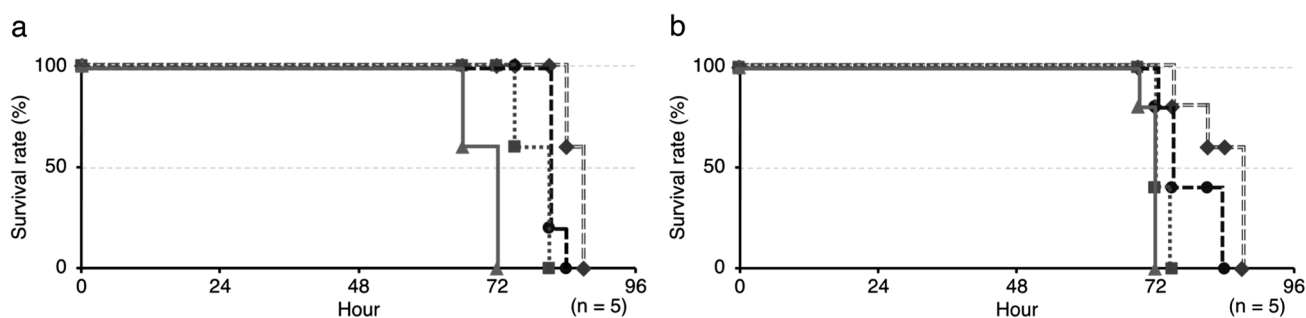 a
Survival rate (%)
100
50
0
0 24 48 72 96
Hour
(n = 5)
b
Survival rate (%)
100
50
0
0 24 48 72 96
Hour
(n = 5)